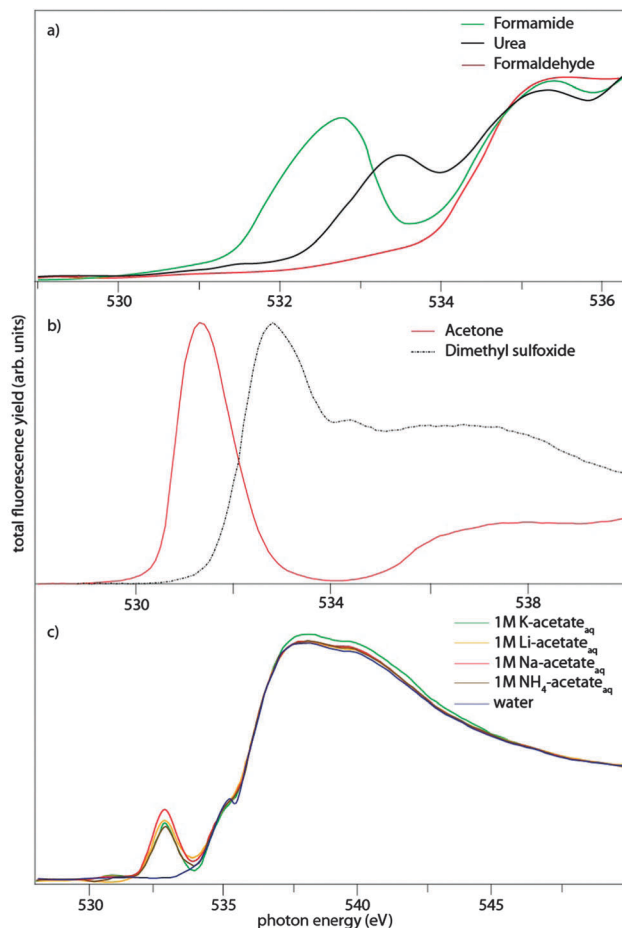 a)
Formamide
Urea
Formaldehyde
530 532 534 536
b)
Acetone
Dimethyl sulfoxide
total fluorescence yield (arb. units)
530 534 538
c)
1M K-acetate aq
1M Li-acetate aq
1M Na-acetate aq
1M NH4-acetate aq
water
530 535 540 545
photon energy (eV)